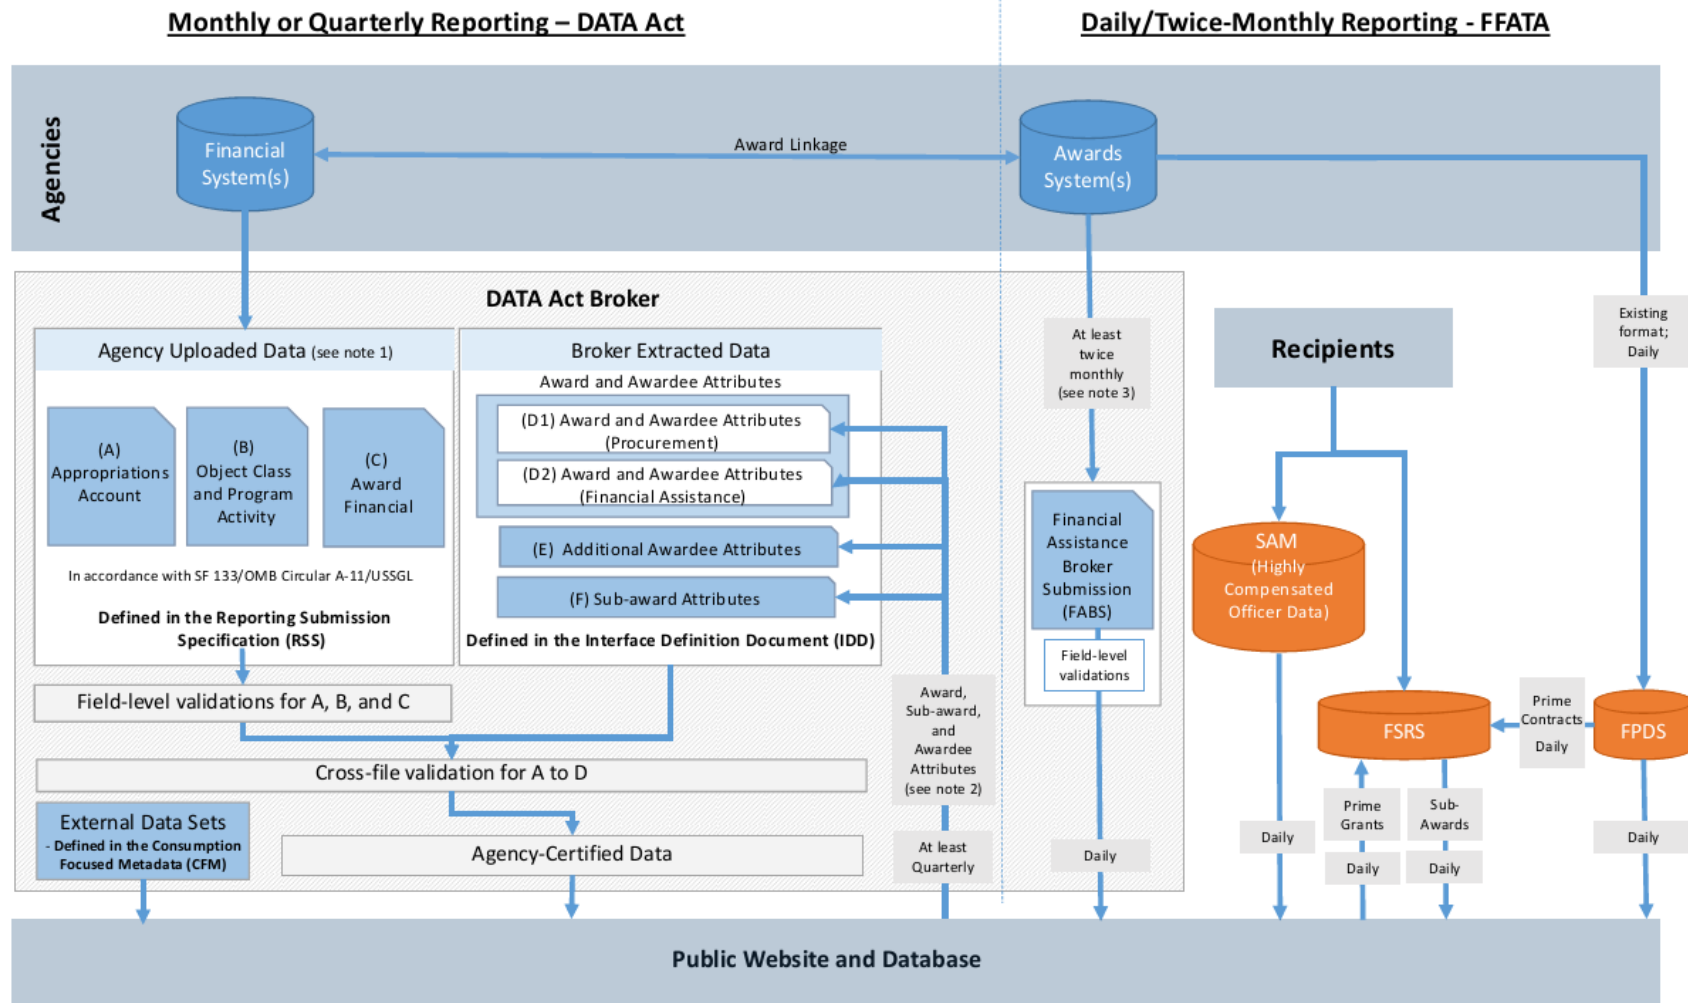 Monthly or Quarterly Reporting – DATA Act
Daily/Twice-Monthly Reporting - FFATA
Agencies
Financial
System(s)
Award Linkage
Awards
System(s)
DATA Act Broker
Agency Uploaded Data (see note 1)
(A)
Appropriations
Account
(B)
Object Class
and Program
Activity
(C)
Award
Financial
In accordance with SF 133/OMB Circular A-11/USSGL
Defined in the Reporting Submission
Specification (RSS)
Broker Extracted Data
Award and Awardee Attributes
(D1) Award and Awardee Attributes
(Procurement)
(D2) Award and Awardee Attributes
(Financial Assistance)
(E) Additional Awardee Attributes
(F) Sub-award Attributes
Defined in the Interface Definition Document (IDD)
Field-level validations for A, B, and C
Cross-file validation for A to D
External Data Sets
- Defined in the Consumption
Focused Metadata (CFM)
Agency-Certified Data
Award,
Sub-award,
and
Awardee
Attributes
(see note 2)
At least
Quarterly
At least
twice
monthly
(see note 3)
Financial
Assistance
Broker
Submission
(FABS)
Field-level
validations
Daily
Recipients
Existing
format;
Daily
SAM
(Highly
Compensated
Officer Data)
FSRS
Prime
Contracts
Daily
FPDS
Daily
Prime
Grants
Daily
Sub-
Awards
Daily
Daily
Public Website and Database